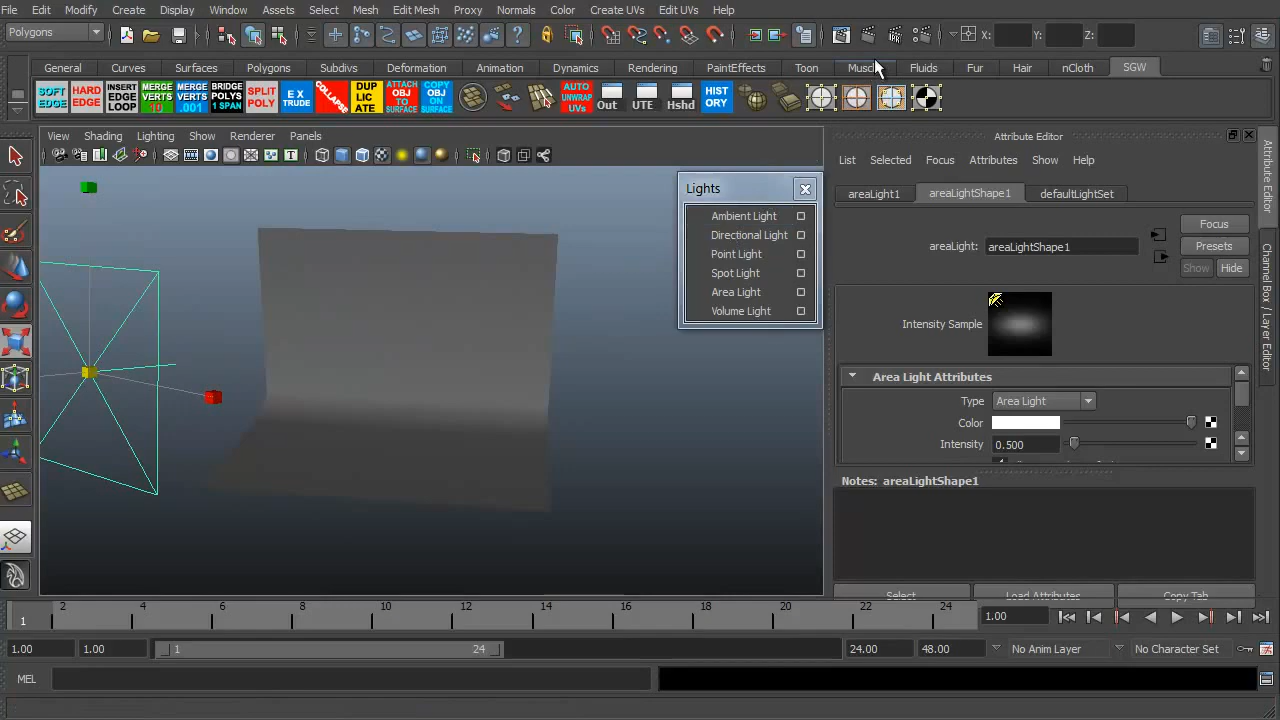 File Edit Modify Create Display Window Assets Select Mesh Edit Mesh Proxy Normals Color Create UVs Edit UVs Help
Polygons X: Y: Z:
General Curves Surfaces Polygons Subdivs Deformation Animation Dynamics Rendering PaintEffects Toon Fluids Fur Hair nCloth SGW
SOFT EDGE HARD EDGE INSERT EDGE LOOP MERGE VERTS 10 MERGE VERTS .001 BRIDGE POLYS 1 SPAN SPLIT POLY EX TRUDE COLLAPSE DUP LIC ATE ATTACH OBJ TO SURFACE COPY OBJ TO SURFACE AUTO UNWRAP UVs Out UTE Hshd HIST ORY
View Shading Lighting Show Renderer Panels
Attribute Editor
List Selected Focus Attributes Show Help
Lights
Ambient Light
Directional Light
Point Light
Spot Light
Area Light
Volume Light
areaLight1 areaLightShape1 defaultLightSet
Focus
areaLight: areaLightShape1 Presets
Show Hide
Intensity Sample
Area Light Attributes
Type Area Light
Color
Intensity 0.500
Notes: areaLightShape1
Select Load Attributes Copy Tab
Attribute Editor
Channel Box / Layer Editor
1 2 4 6 8 10 12 14 16 18 20 22 24 1.00
1.00 1.00 1 24 24.00 48.00 No Anim Layer No Character Set
MEL